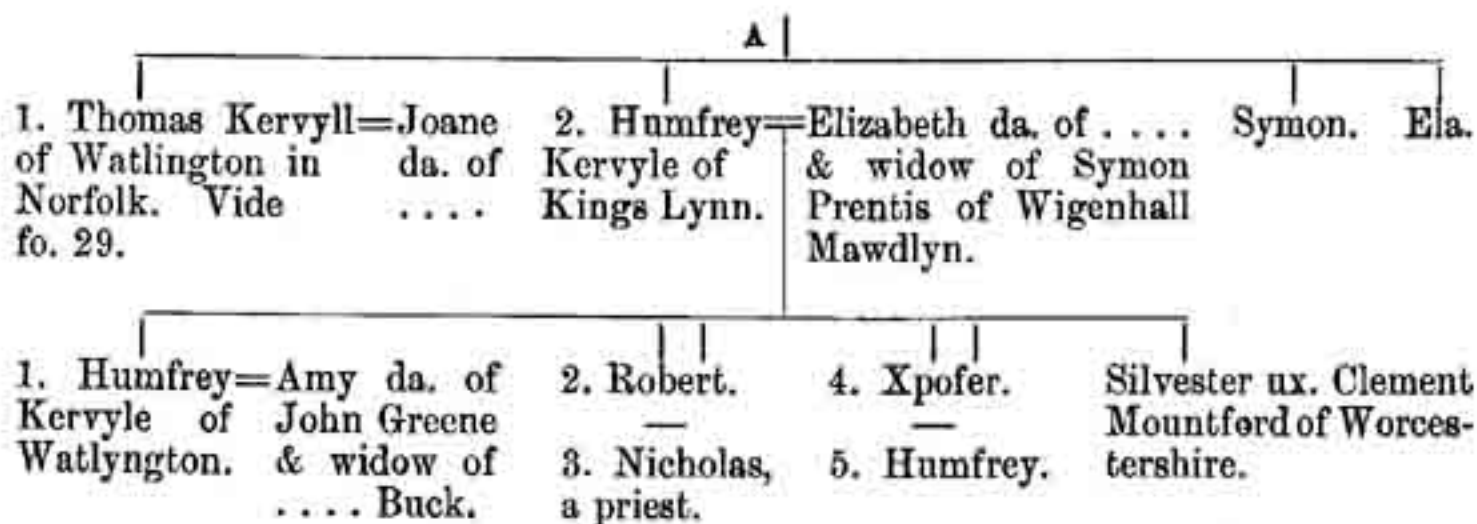 A
1. Thomas Kervyll=Joane
of Watlington in da. of
Norfolk. Vide ....
fo. 29.
2. Humfrey=Elizabeth da. of ....
Kervyle of & widow of Symon
Kings Lynn. Prentis of Wigenhall
Mawdlyn.
Symon.
Ela.
1. Humfrey=Amy da. of
Kervyle of John Greene
Watlyngton. & widow of
.... Buck.
2. Robert.
—
3. Nicholas,
a priest.
4. Xpofer.
—
5. Humfrey.
Silvester ux. Clement
Mountford of Worces-
tershire.